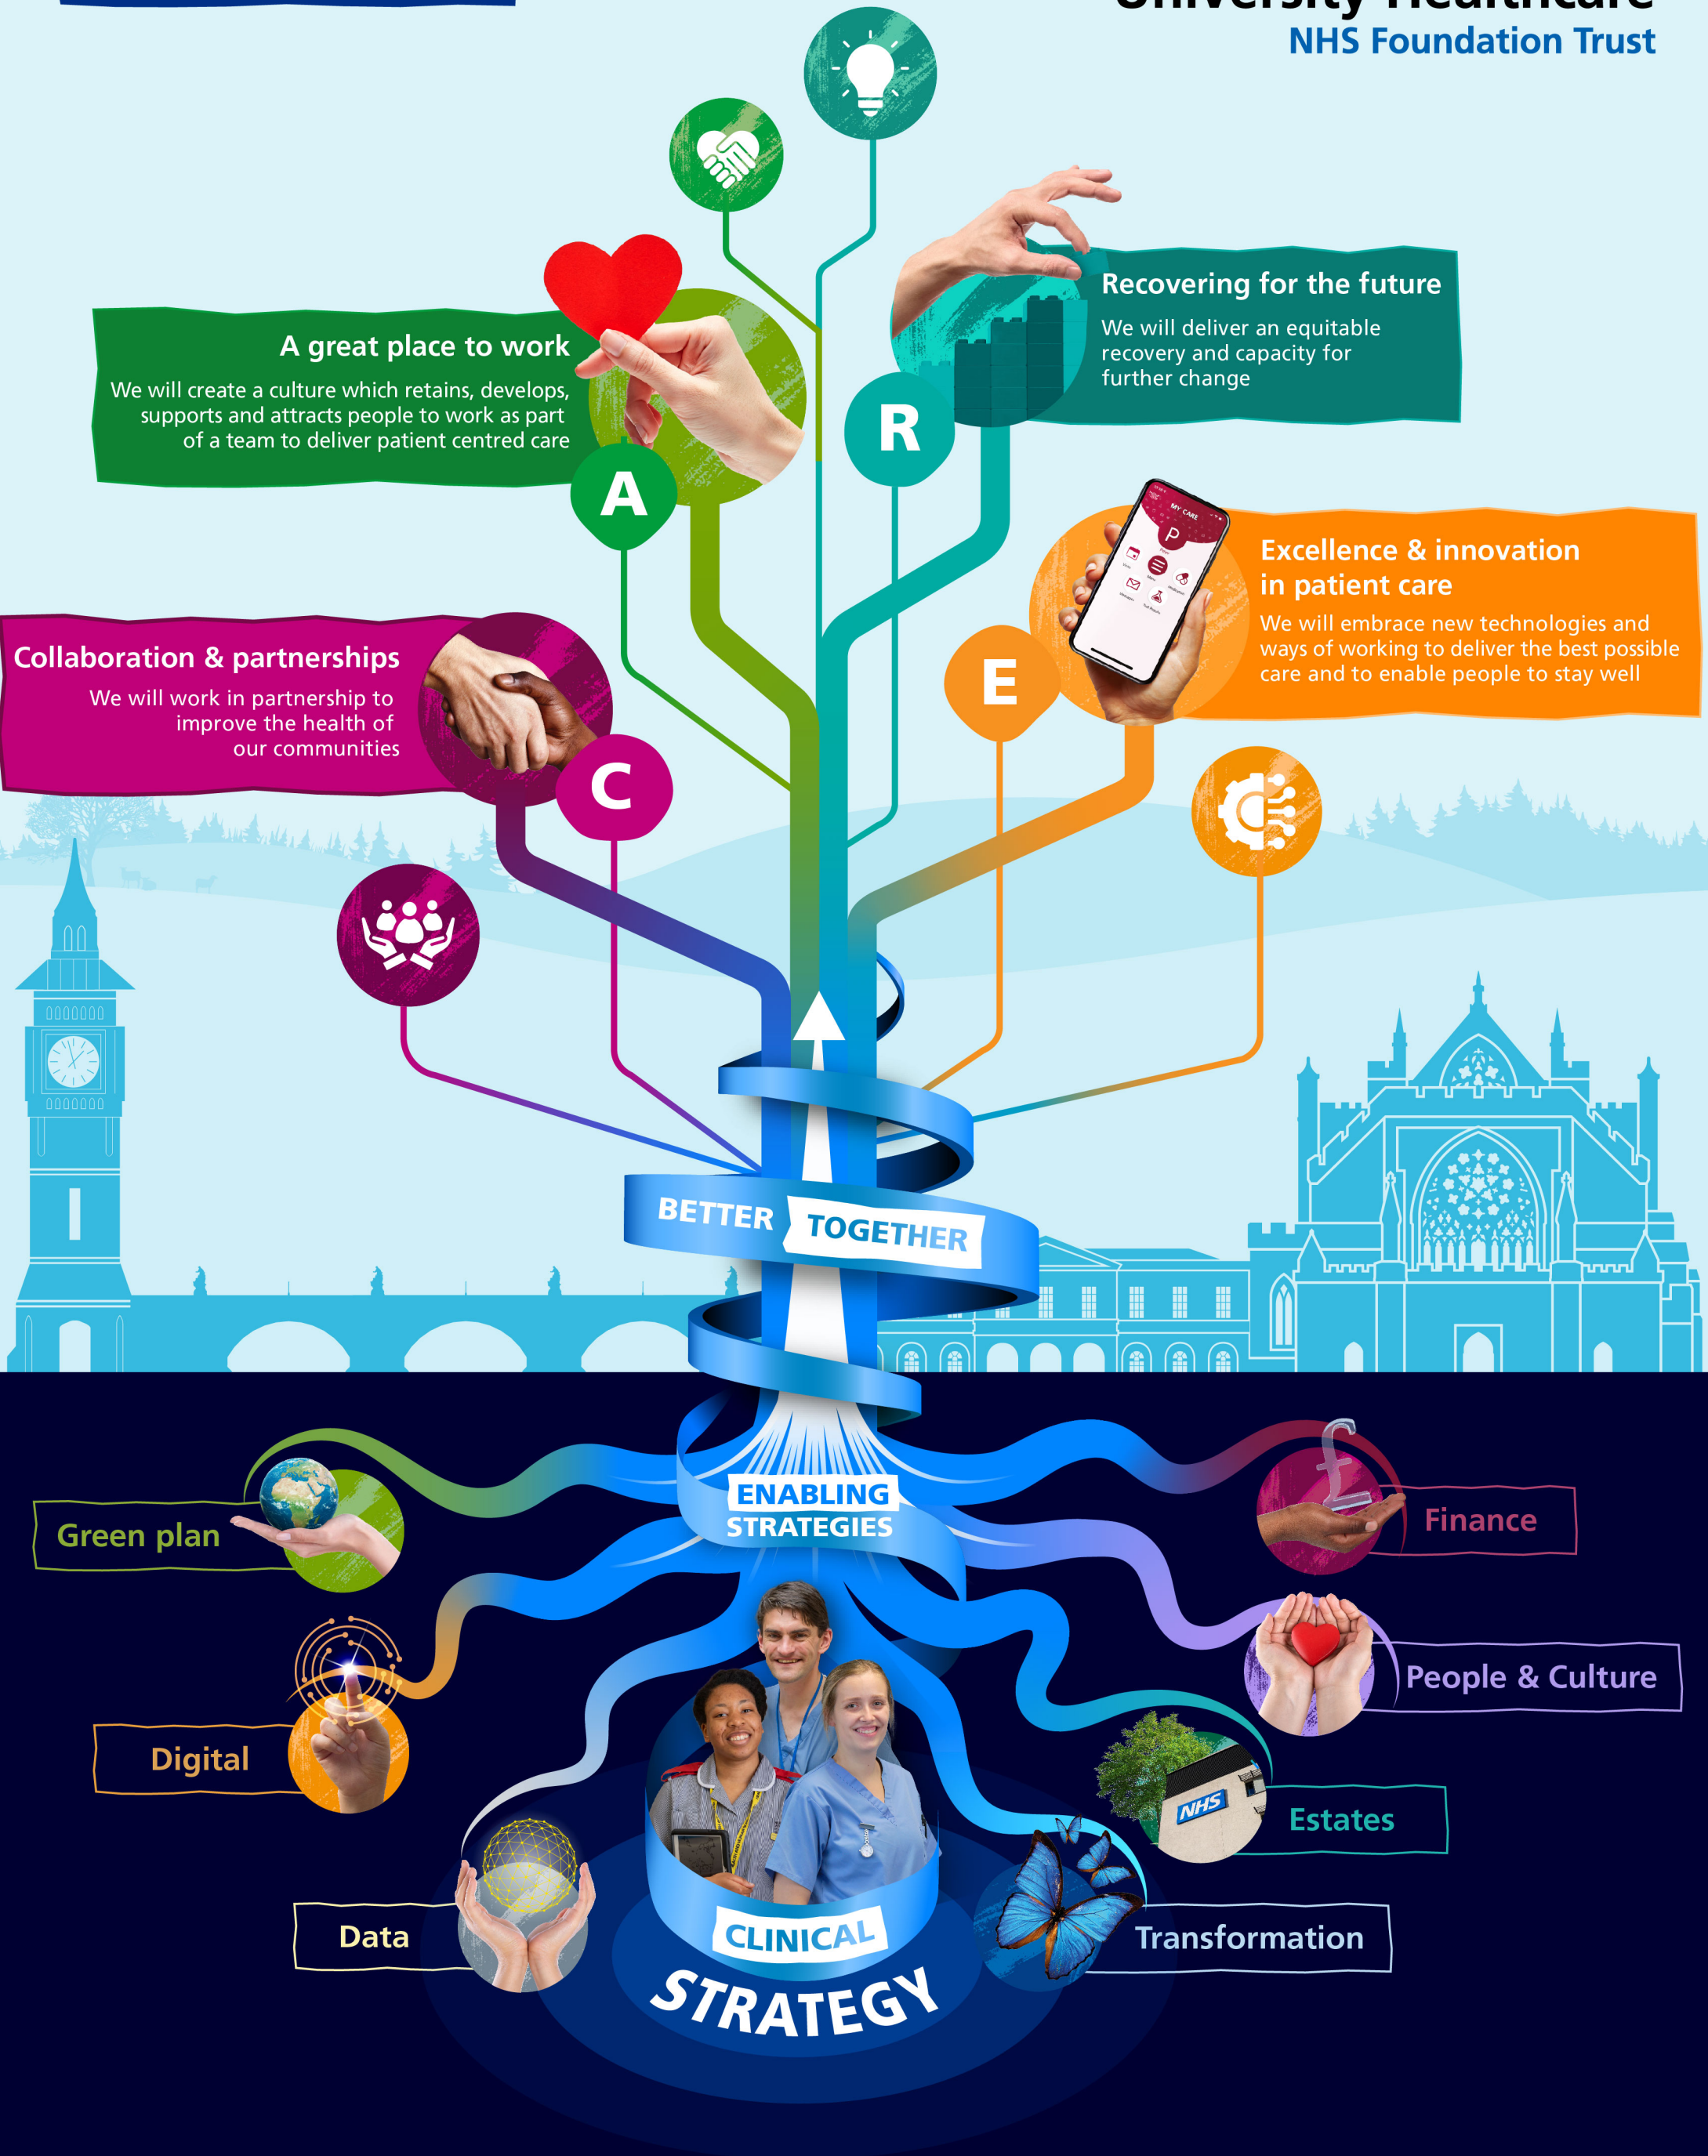 University Healthcare
NHS Foundation Trust
Recovering for the future
We will deliver an equitable
recovery and capacity for
further change
R
A great place to work
We will create a culture which retains, develops,
supports and attracts people to work as part
of a team to deliver patient centred care
A
MY CARE
P
Excellence & innovation
in patient care
We will embrace new technologies and
ways of working to deliver the best possible
care and to enable people to stay well
E
Collaboration & partnerships
We will work in partnership to
improve the health of
our communities
C
BETTER TOGETHER
ENABLING
STRATEGIES
Green plan
Finance
Digital
People & Culture
NHS
Estates
Data
Transformation
CLINICAL
STRATEGY